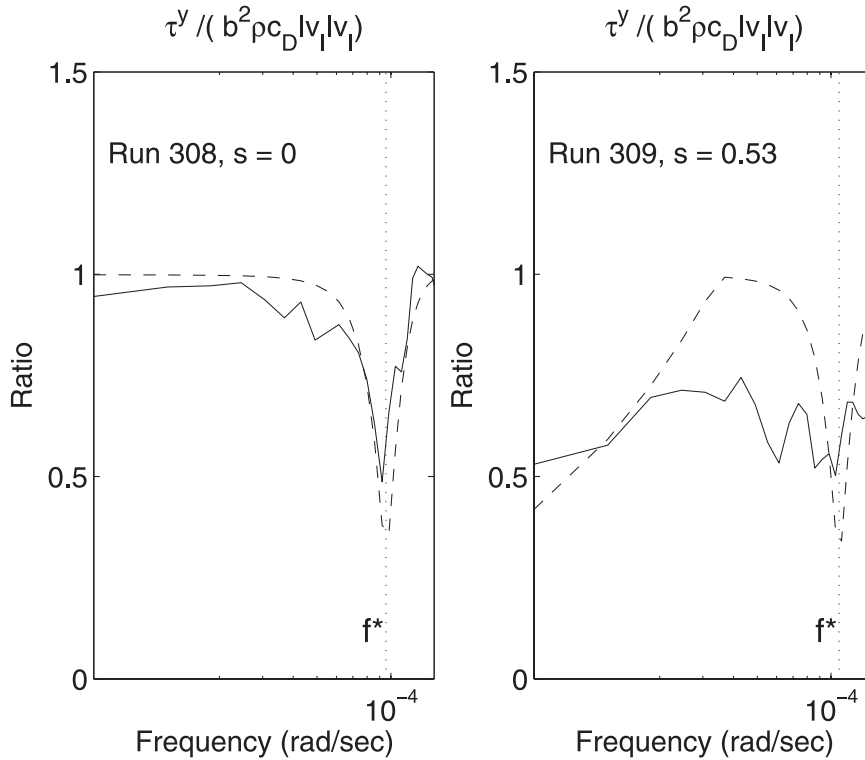 τ^y /( b²ρc_D|v_I|v_I)
1.5
Run 308, s = 0
1
Ratio
0.5
f*
0
10⁻⁴
Frequency (rad/sec)
τ^y /( b²ρc_D|v_I|v_I)
1.5
Run 309, s = 0.53
1
Ratio
0.5
f*
0
10⁻⁴
Frequency (rad/sec)